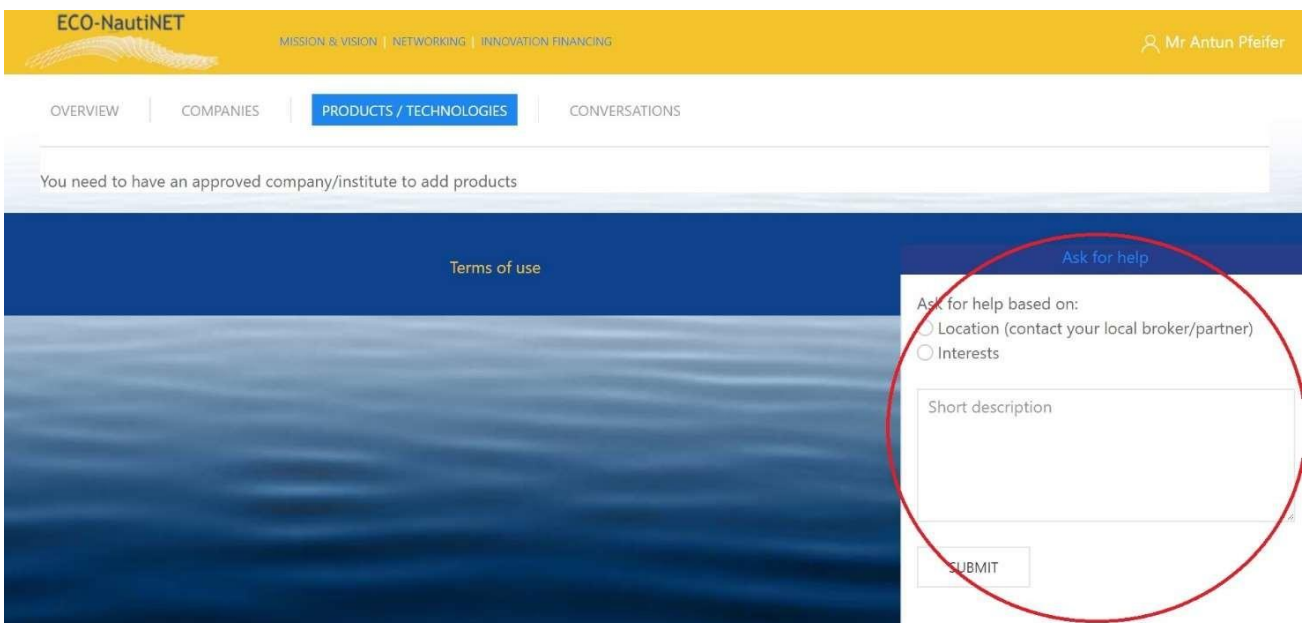 ECO-NautiNET
MISSION & VISION | NETWORKING | INNOVATION FINANCING
Mr Antun Pfeifer
OVERVIEW
COMPANIES
PRODUCTS / TECHNOLOGIES
CONVERSATIONS
You need to have an approved company/institute to add products
Terms of use
Ask for help
Ask for help based on:
Location (contact your local broker/partner)
Interests
Short description
SUBMIT